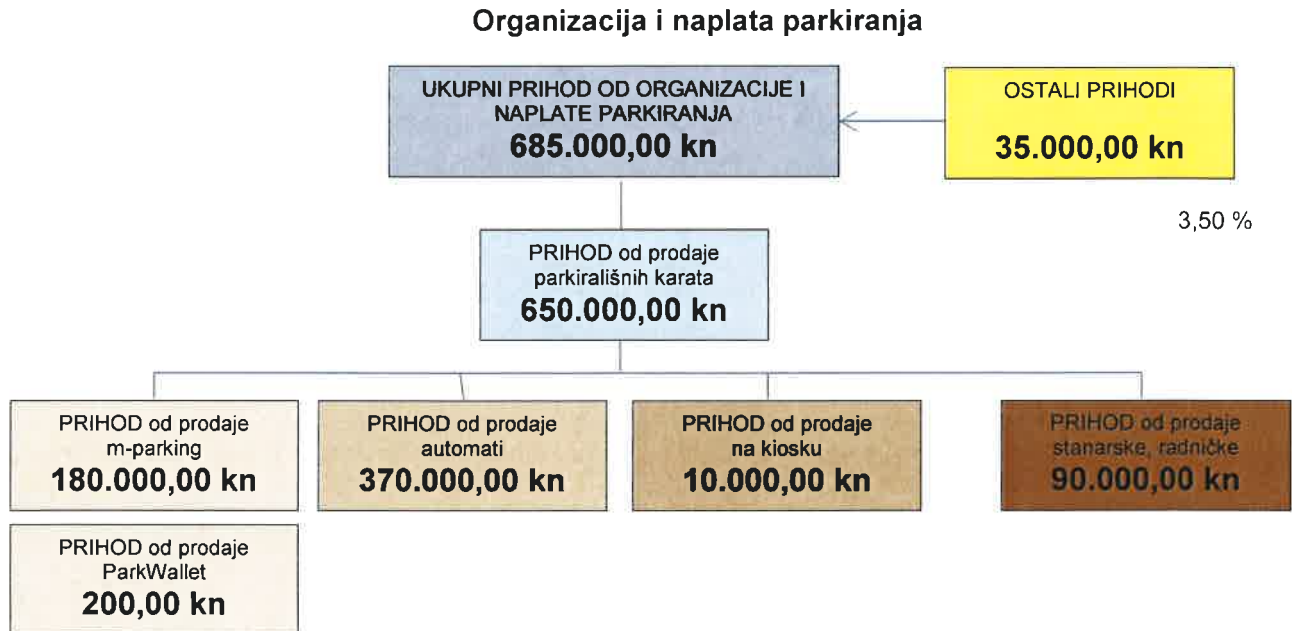 Organizacija i naplata parkiranja
UKUPNI PRIHOD OD ORGANIZACIJE I
NAPLATE PARKIRANJA
685.000,00 kn
OSTALI PRIHODI
35.000,00 kn
3,50 %
PRIHOD od prodaje
parkirališnih karata
650.000,00 kn
PRIHOD od prodaje
m-parking
180.000,00 kn
PRIHOD od prodaje
automati
370.000,00 kn
PRIHOD od prodaje
na kiosku
10.000,00 kn
PRIHOD od prodaje
stanarske, radničke
90.000,00 kn
PRIHOD od prodaje
ParkWallet
200,00 kn